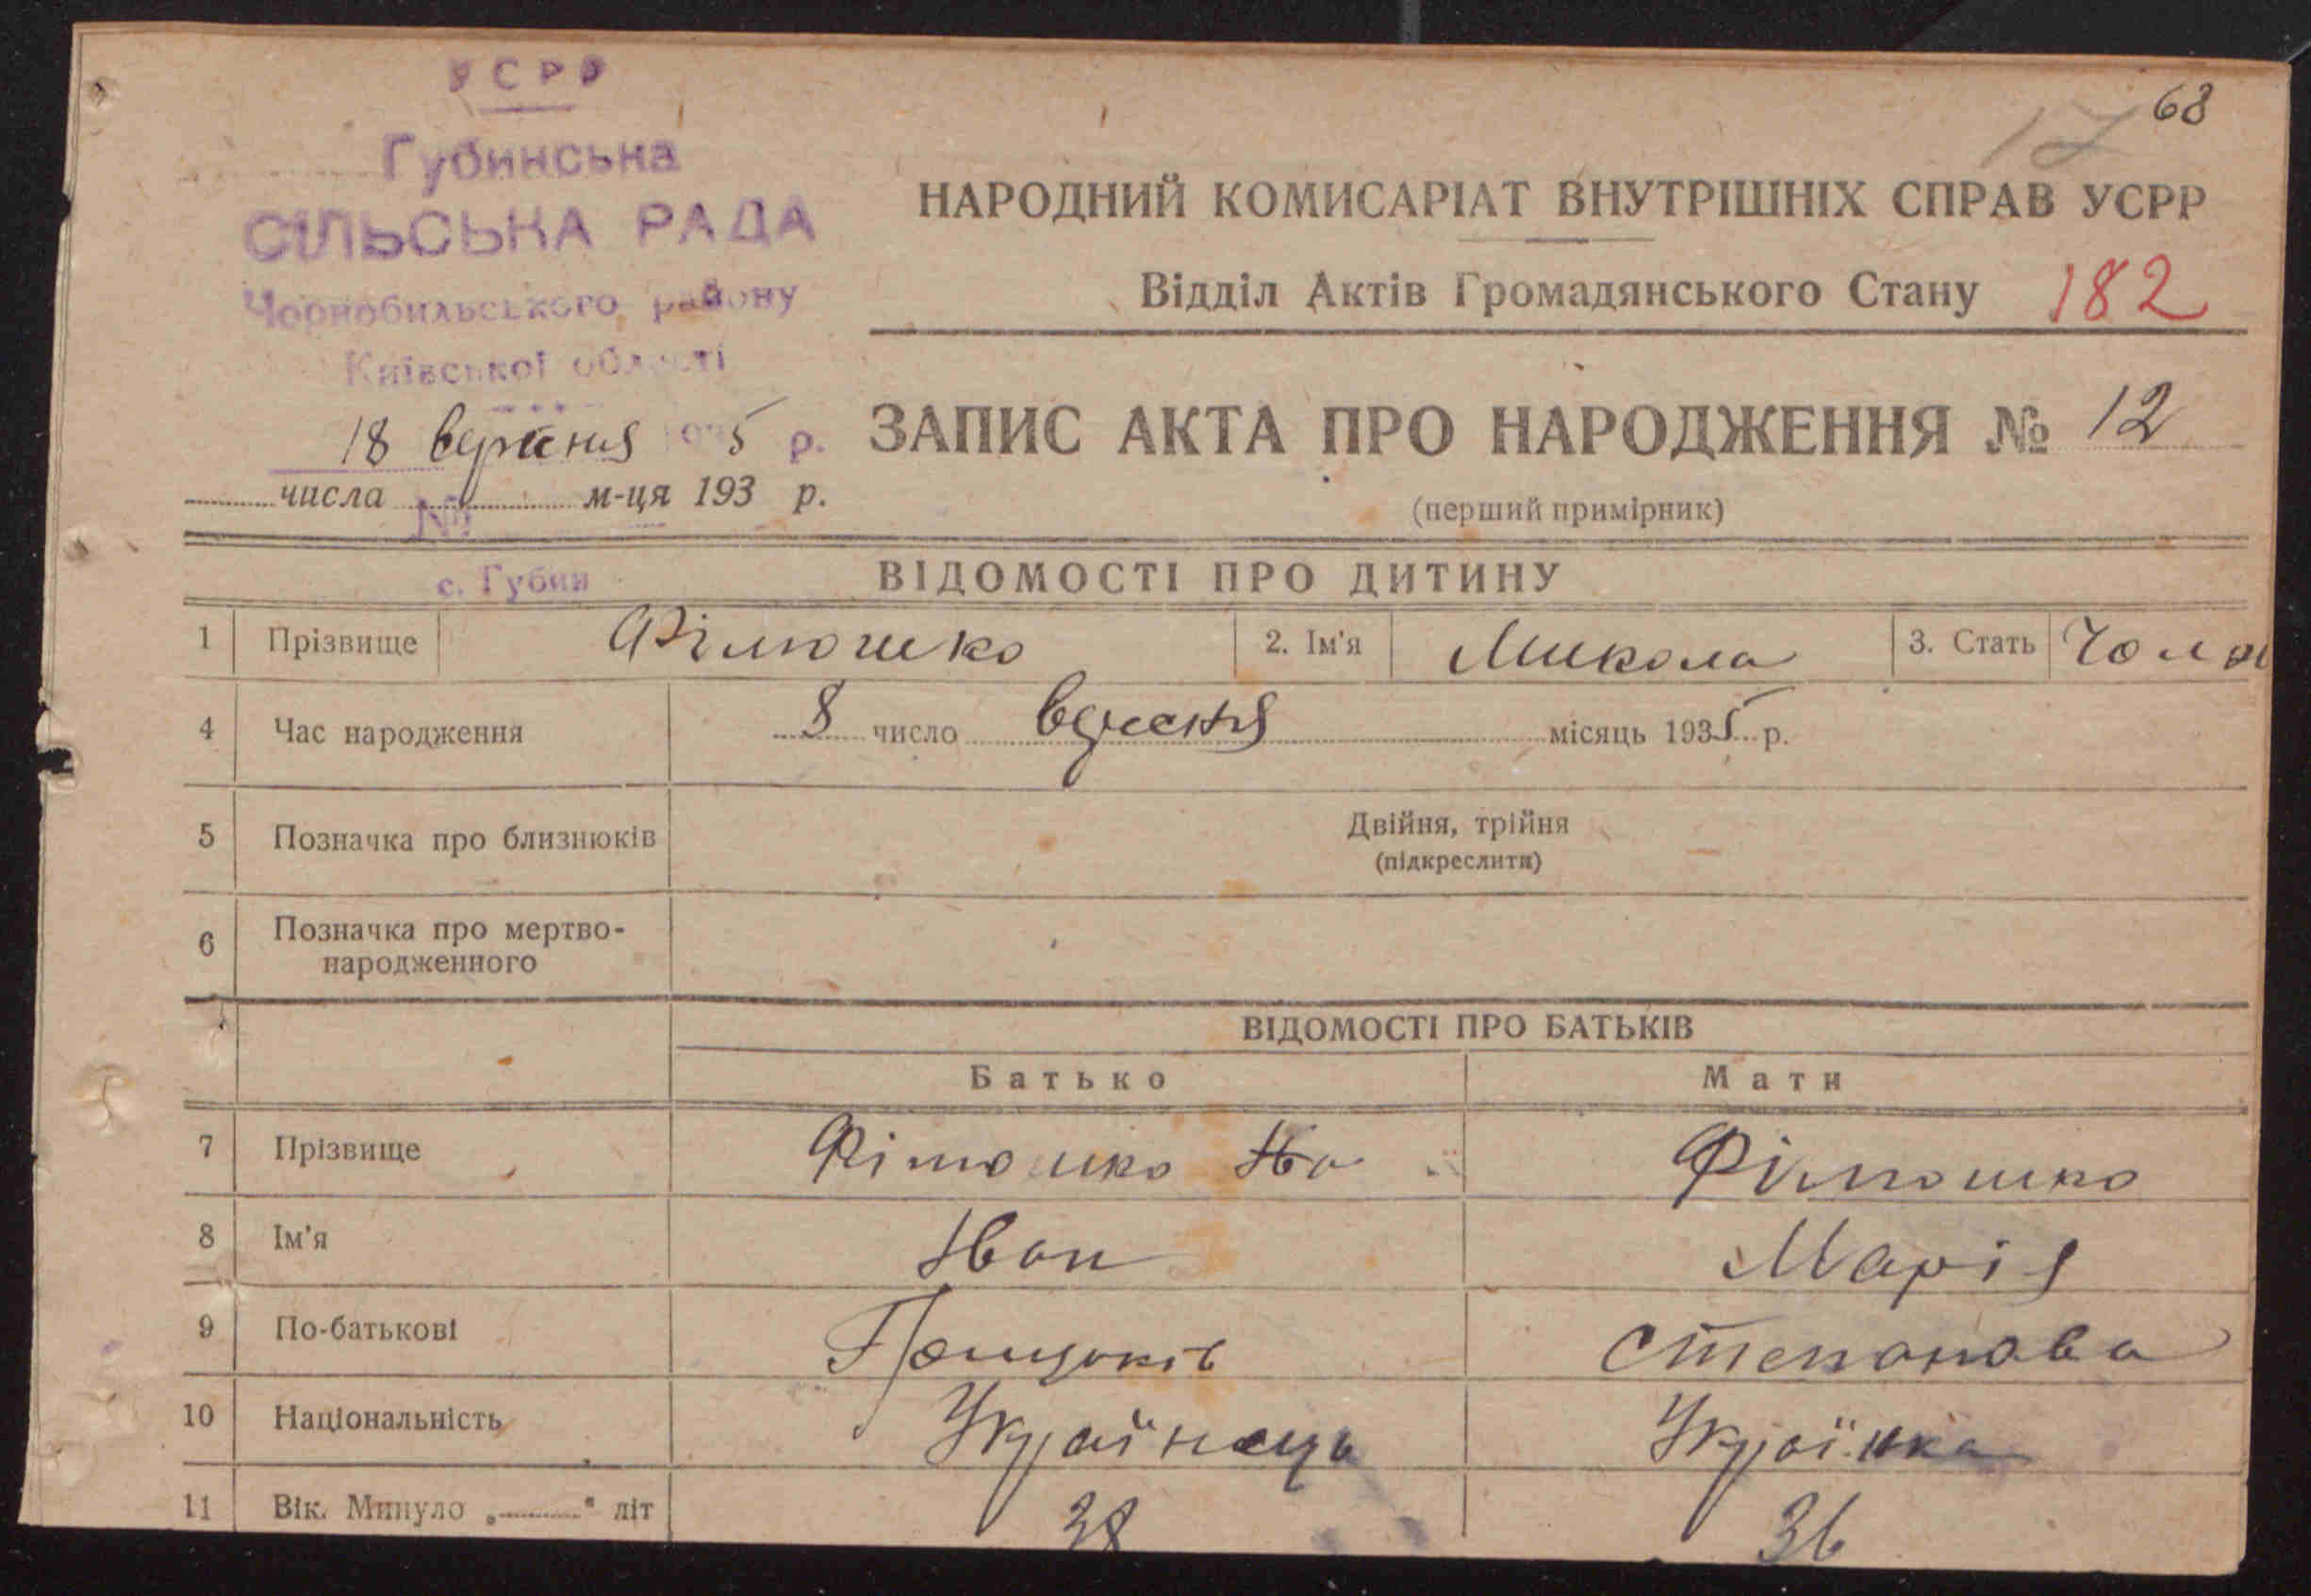 УСРР
68
17
Губинська
СІЛЬСЬКА РАДА
Чорнобильського району
Київської області
18 вересня 1935 р.
числа м-ця 193 р.
№
с. Губин
НАРОДНИЙ КОМИСАРІАТ ВНУТРІШНІХ СПРАВ УСРР
Відділ Актів Громадянського Стану 182
ЗАПИС АКТА ПРО НАРОДЖЕННЯ № 12
(перший примірник)
ВІДОМОСТІ ПРО ДИТИНУ
1 Прізвище Філюшко 2. Ім'я Микола 3. Стать Чолов
4 Час народження 8 число вересня місяць 1935 р.
5 Позначка про близнюків Двійня, трійня
(підкреслити)
6 Позначка про мертво-
народженного
ВІДОМОСТІ ПРО БАТЬКІВ
Батько Мати
7 Прізвище Філюшко Філюшко
8 Ім'я Іван Марія
9 По-батькові Степанова
10 Національність Українець Українка
11 Вік. Минуло „ " літ 38 36